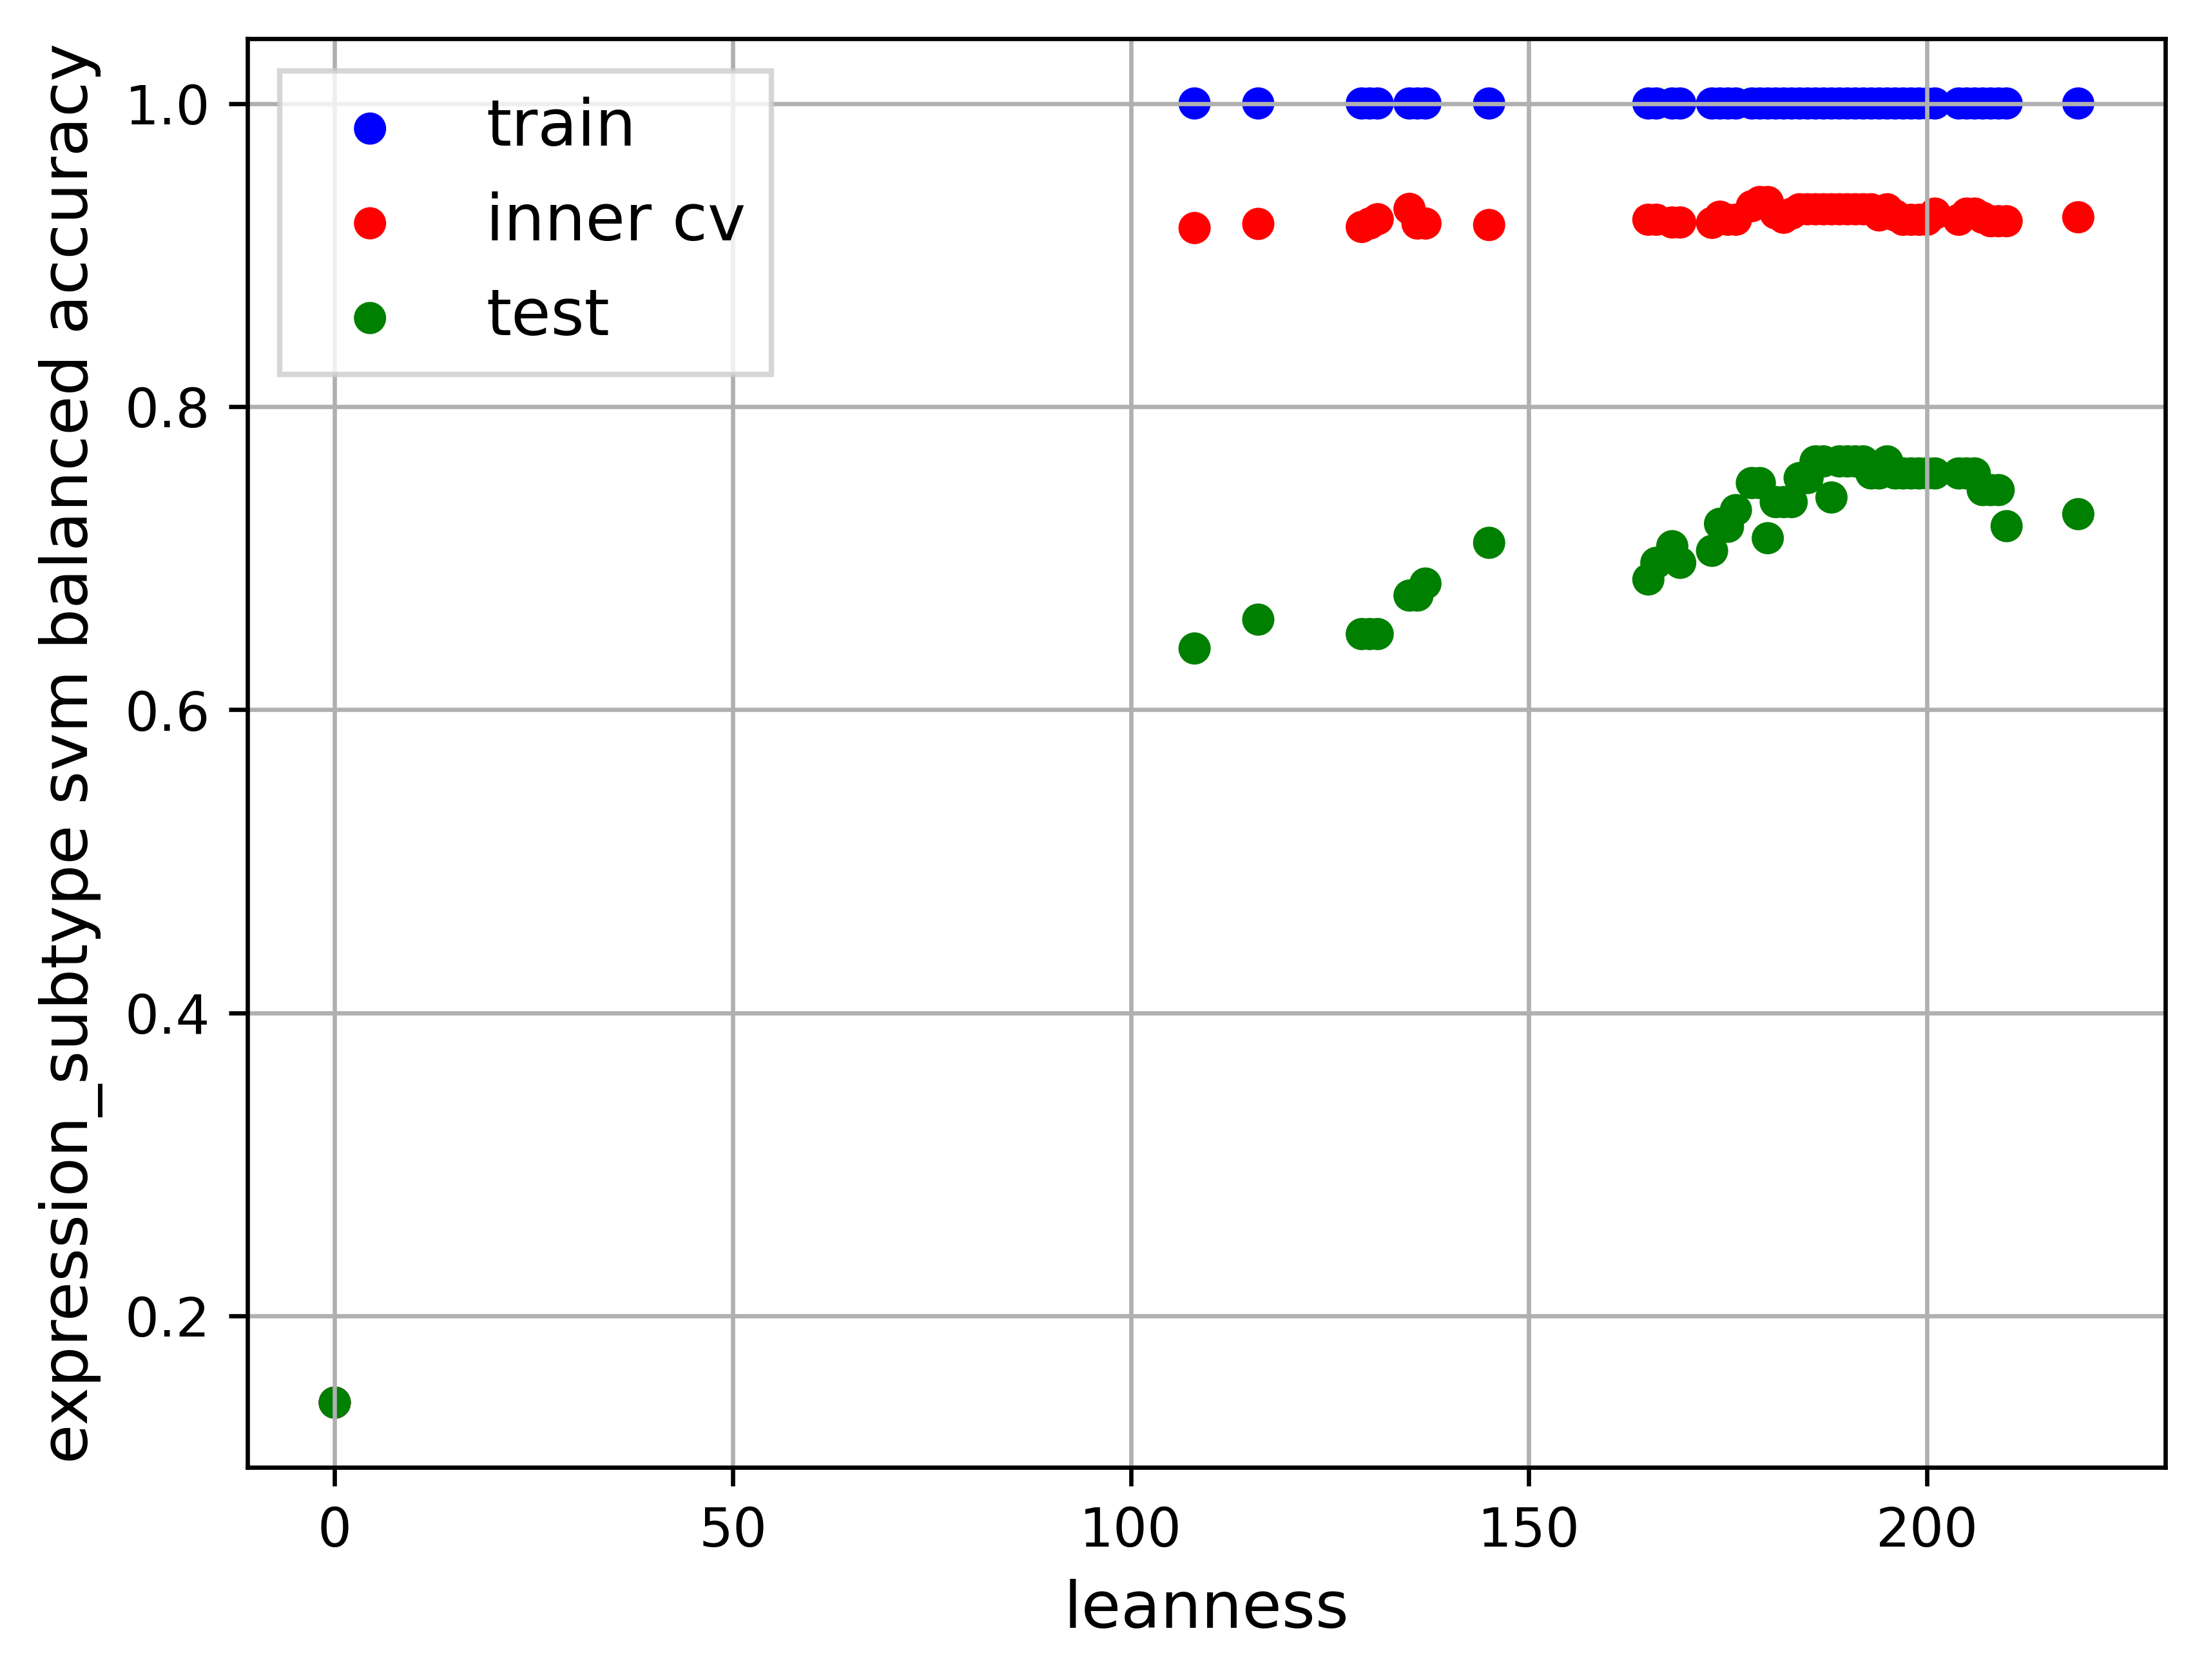 expression_subtype svm balanced accuracy
1.0
0.8
0.6
0.4
0.2
train
inner cv
test
0 50 100 150 200
leanness